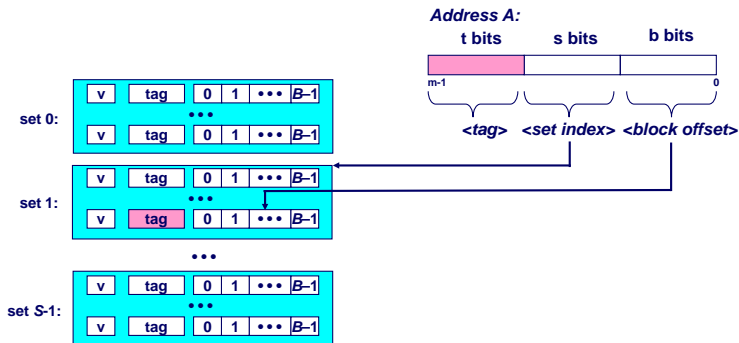 Address A:
t bits s bits b bits
m-1 0
<tag> <set index> <block offset>
set 0:
v tag 0 1 ••• B–1
•••
v tag 0 1 ••• B–1
set 1:
v tag 0 1 ••• B–1
•••
v tag 0 1 ••• B–1
•••
set S-1:
v tag 0 1 ••• B–1
•••
v tag 0 1 ••• B–1